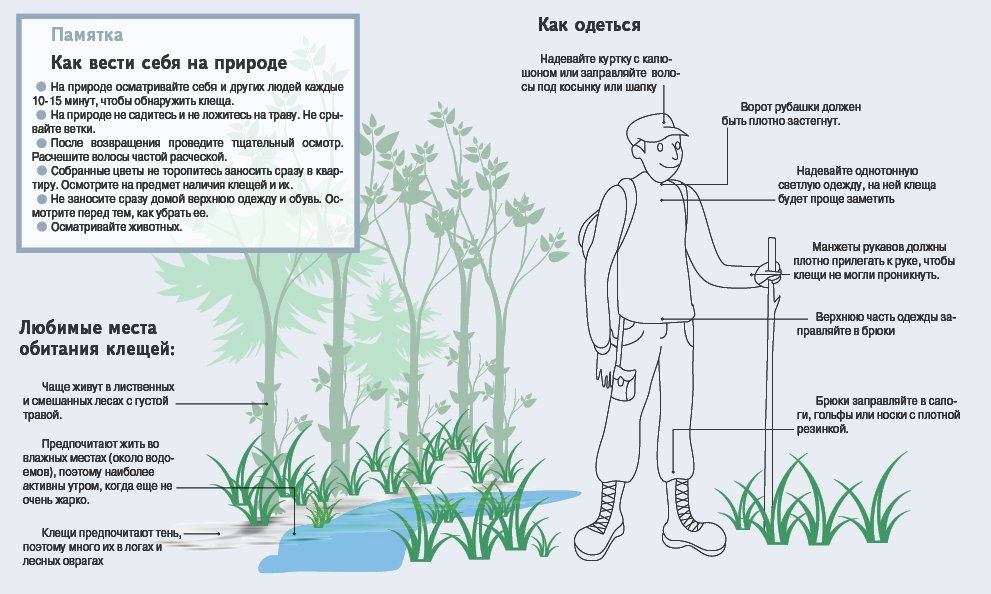 Памятка
Как вести себя на природе
На природе осматривайте себя и других людей каждые
10-15 минут, чтобы обнаружить клеща.
На природе не садитесь и не ложитесь на траву. Не сры-
вайте ветки.
После возвращения проведите тщательный осмотр.
Расчешите волосы частой расческой.
Собранные цветы не торопитесь заносить сразу в квар-
тиру. Осмотрите на предмет наличия клещей и их.
Не заносите сразу домой верхнюю одежду и обувь. Ос-
мотрите перед тем, как убрать ее.
Осматривайте животных.
Любимые места
обитания клещей:
Чаще живут в лиственных
и смешанных лесах с густой
травой.
Предпочитают жить во
влажных местах (около водо-
емов), поэтому наиболее
активны утром, когда еще не
очень жарко.
Клещи предпочитают тень,
поэтому много их в логах и
лесных оврагах
Как одеться
Надевайте куртку с капю-
шоном или заправляйте воло-
сы под косынку или шапку
Ворот рубашки должен
быть плотно застегнут.
Надевайте однотонную
светлую одежду, на ней клеща
будет проще заметить
Манжеты рукавов должны
плотно прилегать к руке, чтобы
клещи не могли проникнуть.
Верхнюю часть одежды за-
правляйте в брюки
Брюки заправляйте в сапо-
ги, гольфы или носки с плотной
резинкой.